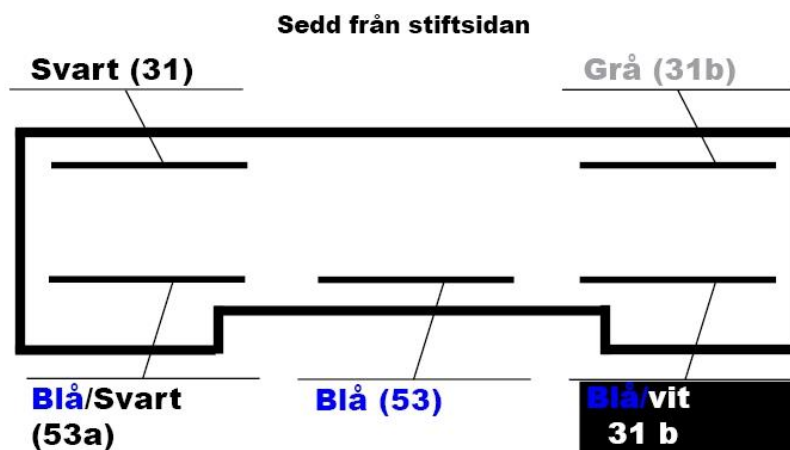 Sedd från stiftsidan
Svart (31)
Grå (31b)
Blå/Svart
(53a)
Blå (53)
Blå/vit
31 b